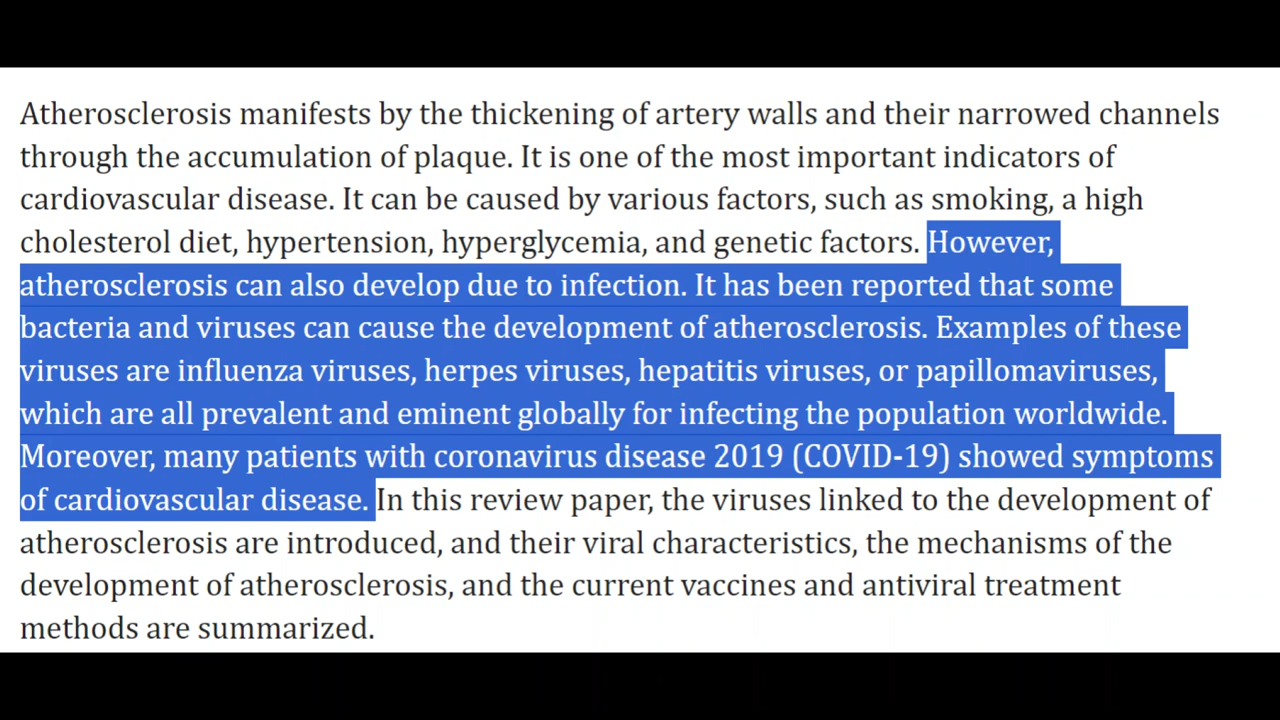 Atherosclerosis manifests by the thickening of artery walls and their narrowed channels
through the accumulation of plaque. It is one of the most important indicators of
cardiovascular disease. It can be caused by various factors, such as smoking, a high
cholesterol diet, hypertension, hyperglycemia, and genetic factors. However,
atherosclerosis can also develop due to infection. It has been reported that some
bacteria and viruses can cause the development of atherosclerosis. Examples of these
viruses are influenza viruses, herpes viruses, hepatitis viruses, or papillomaviruses,
which are all prevalent and eminent globally for infecting the population worldwide.
Moreover, many patients with coronavirus disease 2019 (COVID-19) showed symptoms
of cardiovascular disease. In this review paper, the viruses linked to the development of
atherosclerosis are introduced, and their viral characteristics, the mechanisms of the
development of atherosclerosis, and the current vaccines and antiviral treatment
methods are summarized.